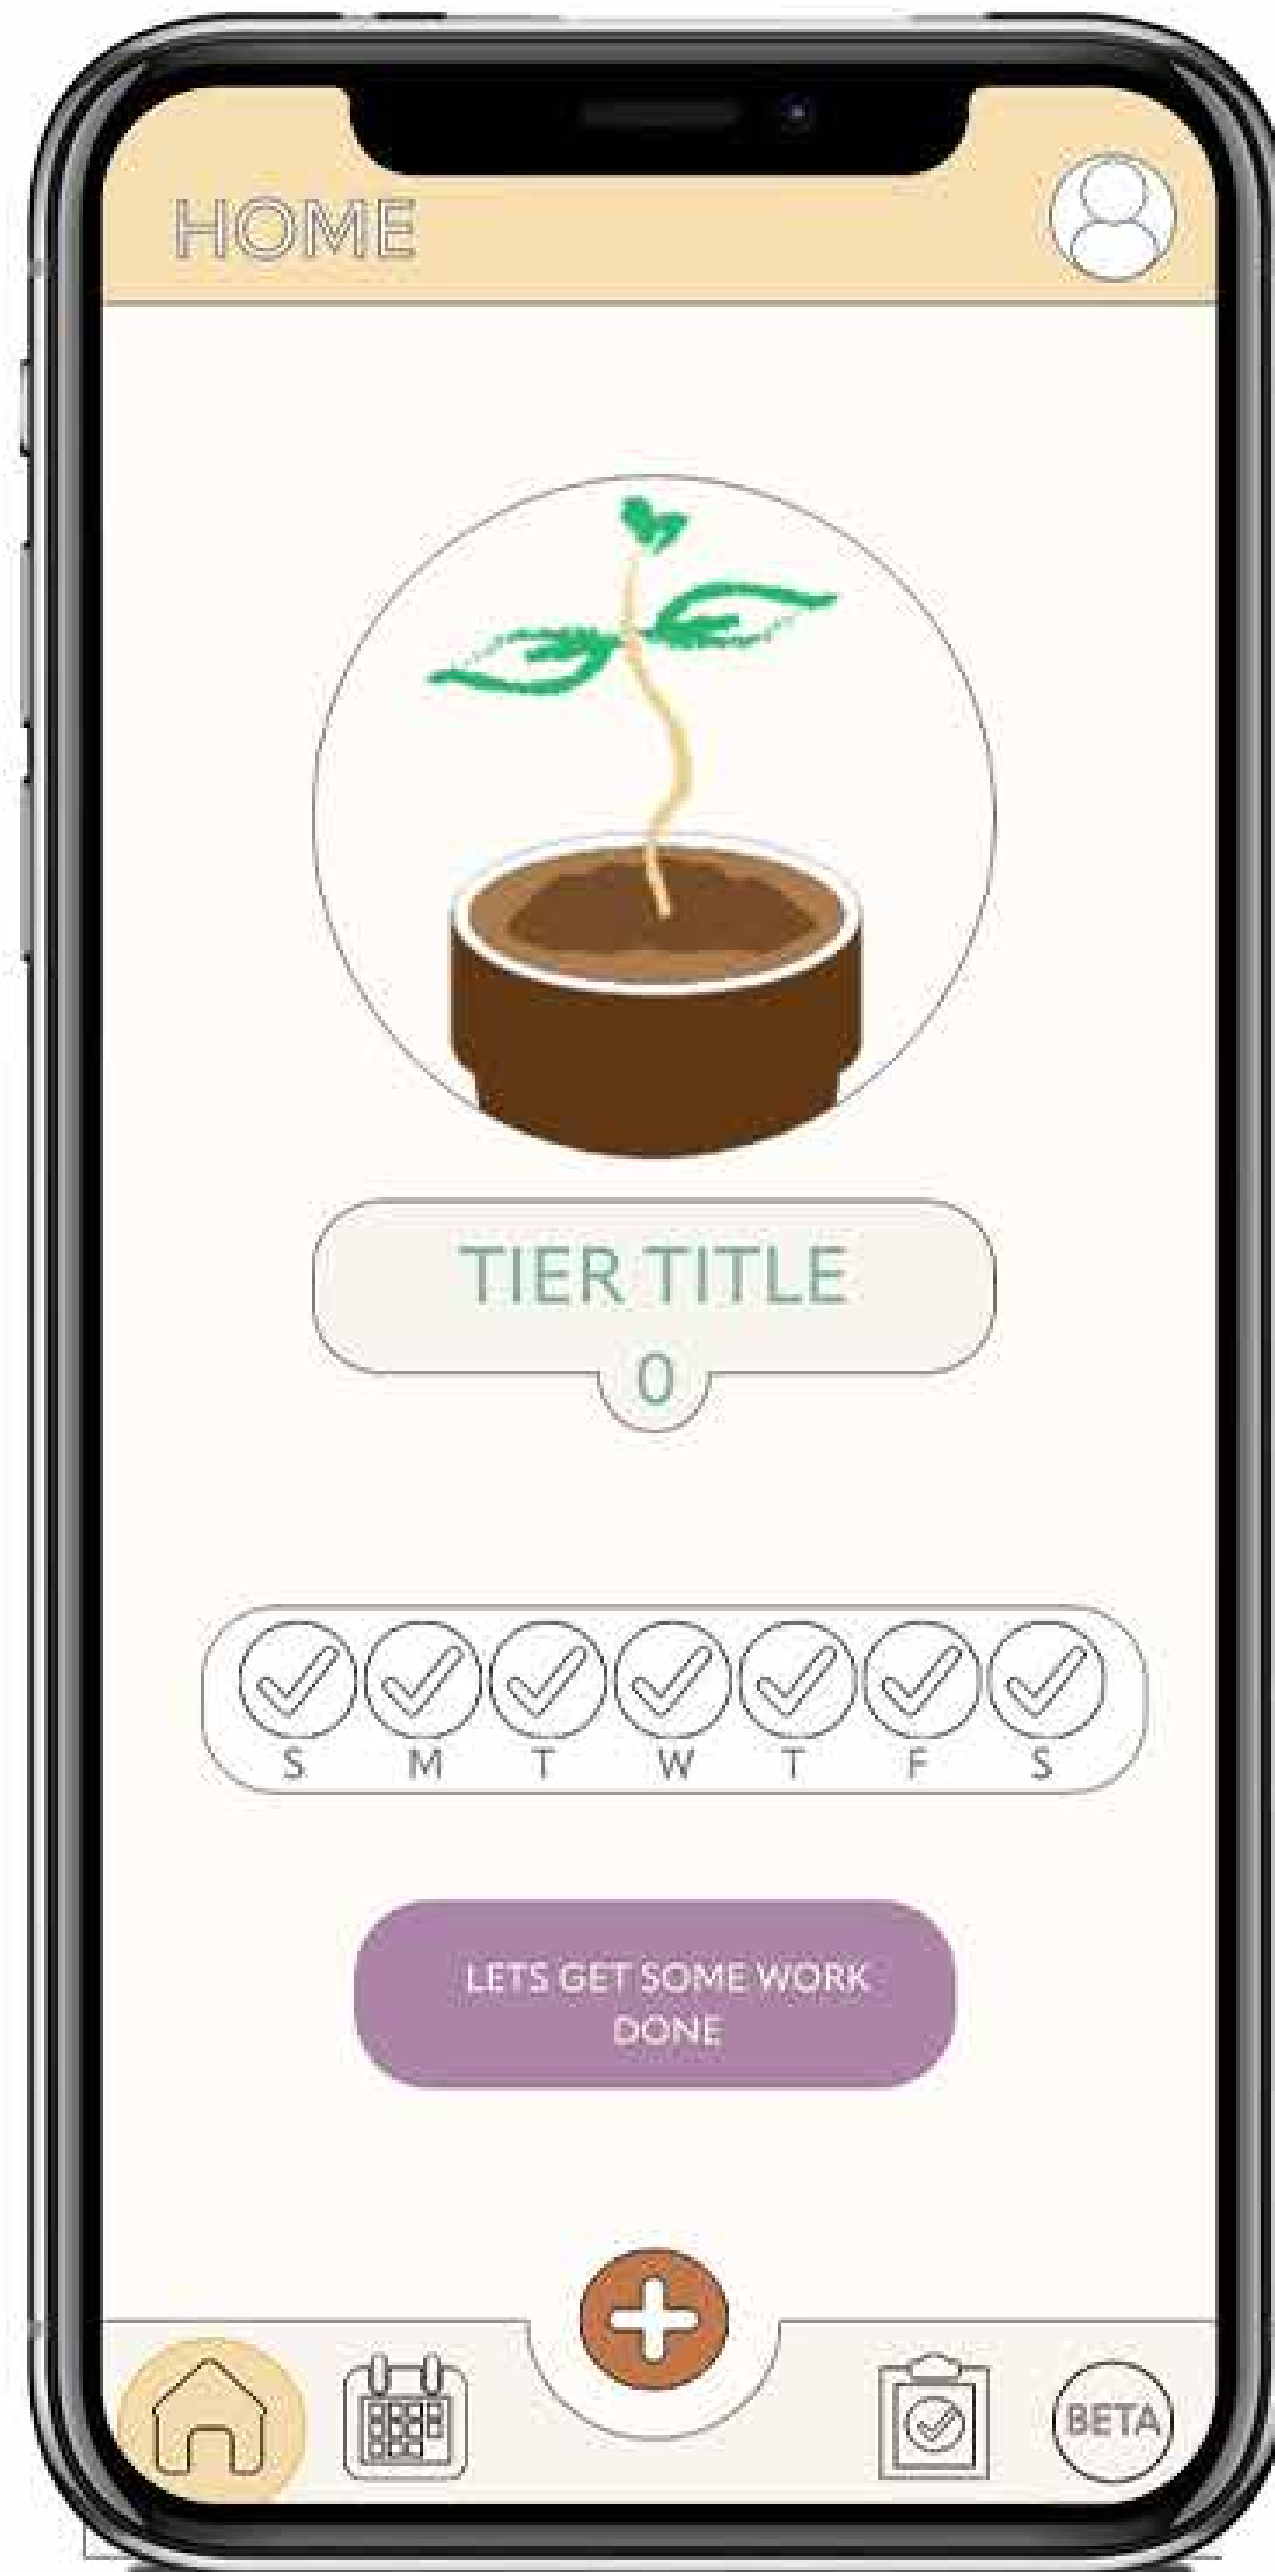 HOME
TIER TITLE
0
S M T W T F S
LETS GET SOME WORK
DONE
BETA